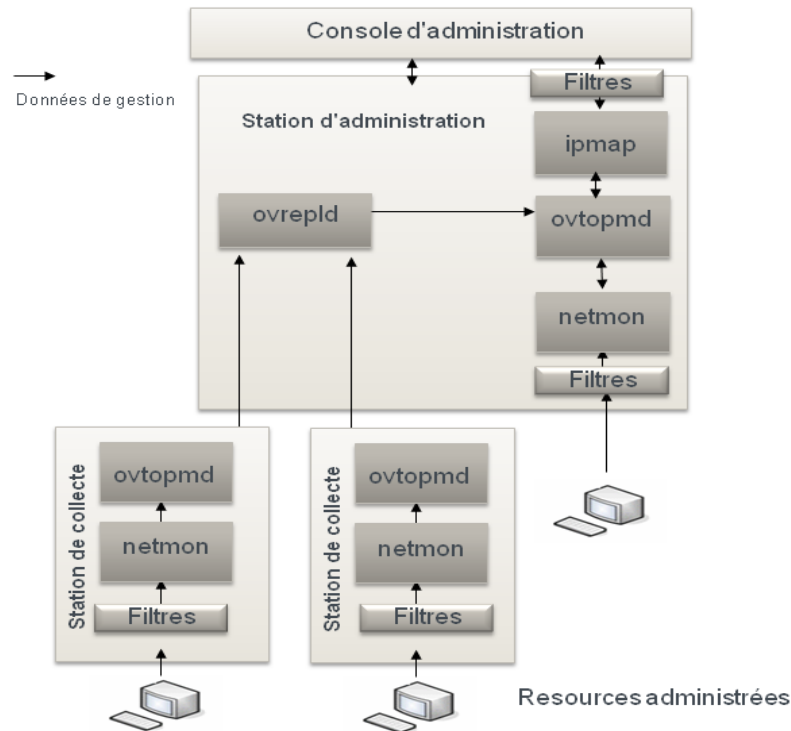 Console d'administration
Données de gestion
Filtres
Station d'administration
ipmap
ovrepld
ovtopmd
netmon
Filtres
Station de collecte
ovtopmd
netmon
Filtres
Station de collecte
ovtopmd
netmon
Filtres
Resources administrées